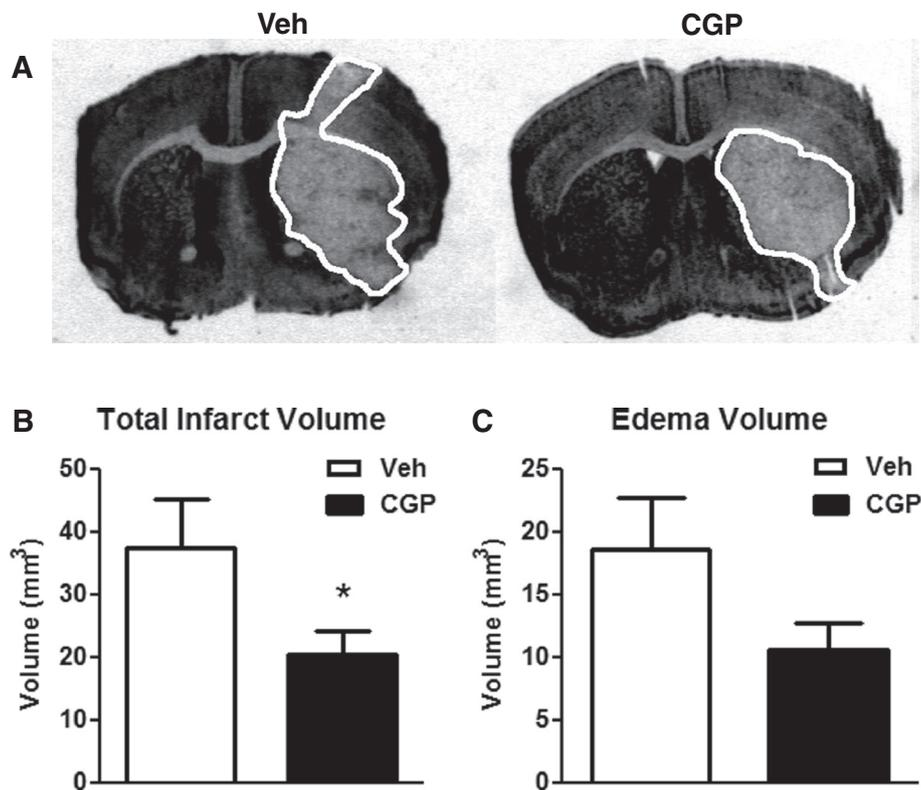 Veh CGP
A
B Total Infarct Volume
Volume (mm³)
50
40
30
20
10
0
Veh
CGP
*
C Edema Volume
Volume (mm³)
25
20
15
10
5
0
Veh
CGP